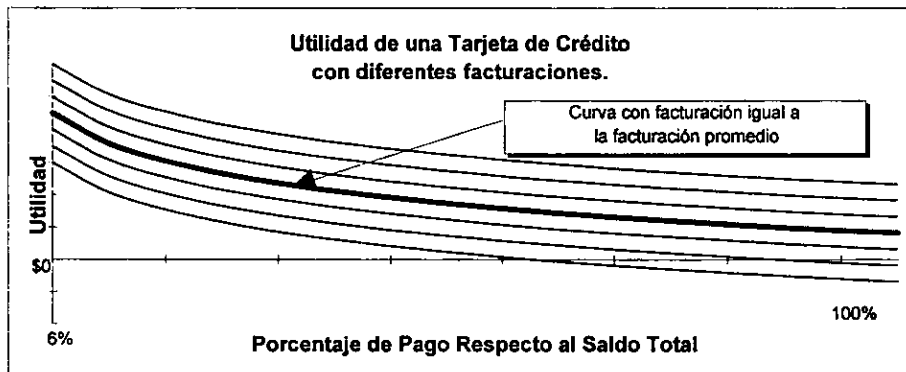 Utilidad de una Tarjeta de Crédito
con diferentes facturaciones.
Curva con facturación igual a
la facturación promedio
Utilidad
$0
100%
6%
Porcentaje de Pago Respecto al Saldo Total